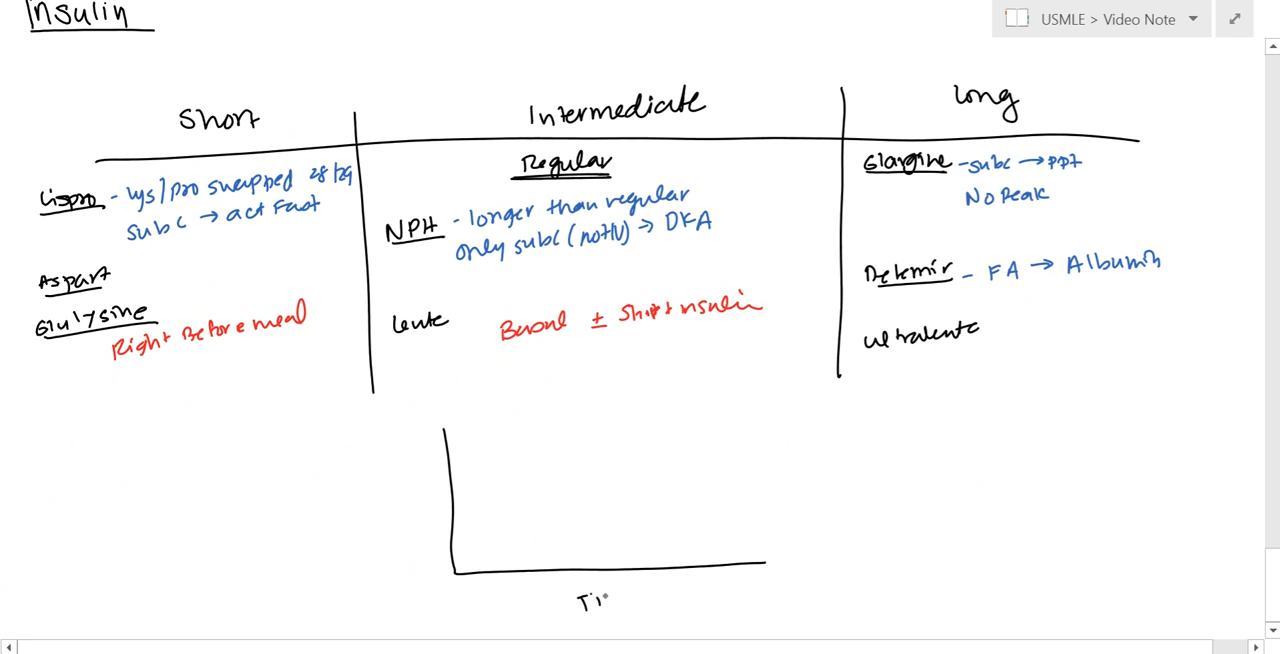 Insulin
USMLE > Video Note
Short
Intermediate
Long
Lispro - Lys/Pro swapped 28/29
subc → act Fast
Aspart
Glulysine
Right Before meal
Regular
NPH - longer than regular
only subc (not IV) → DKA
Lente
Basal ± Short insulin
Glargine - subc → ppt
No Peak
Detemir - FA → Albumin
ultralente
Ti